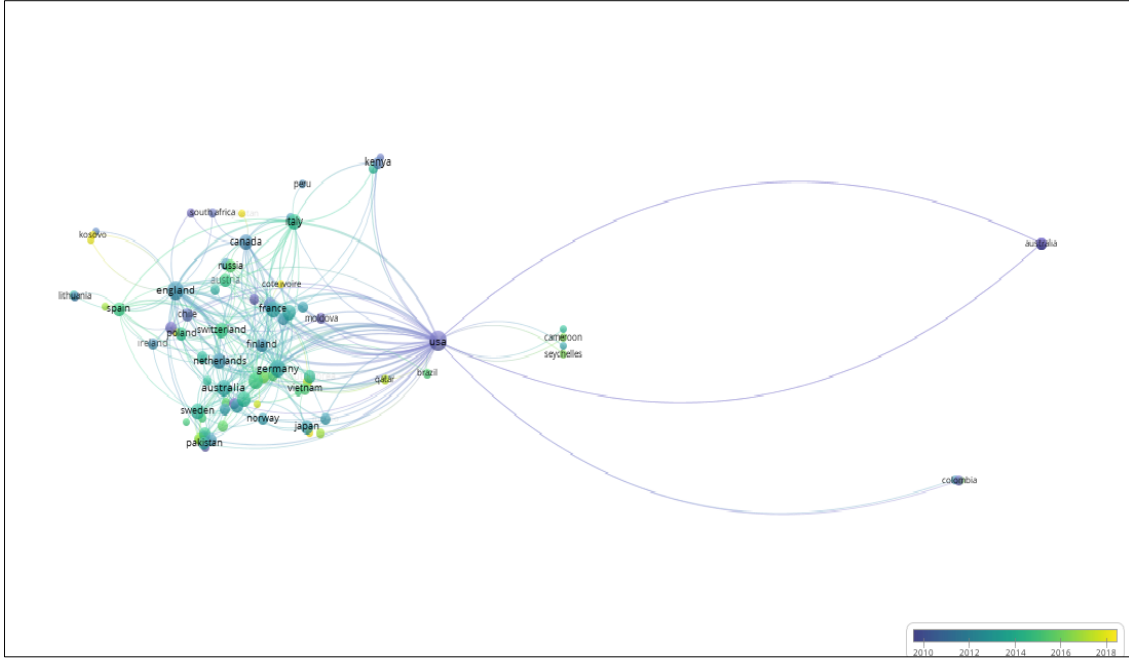 kenya
peru
south africa
italy
kosovo
canada
russia
austria
cote ivoire
england
lithuania
spain
france
chile
moldova
switzerland
poland
usa
cameroon
ireland
finland
seychelles
netherlands
germany
brazil
qatar
australia
vietnam
sweden
norway
japan
pakistan
australia
colombia
2010 2012 2014 2016 2018